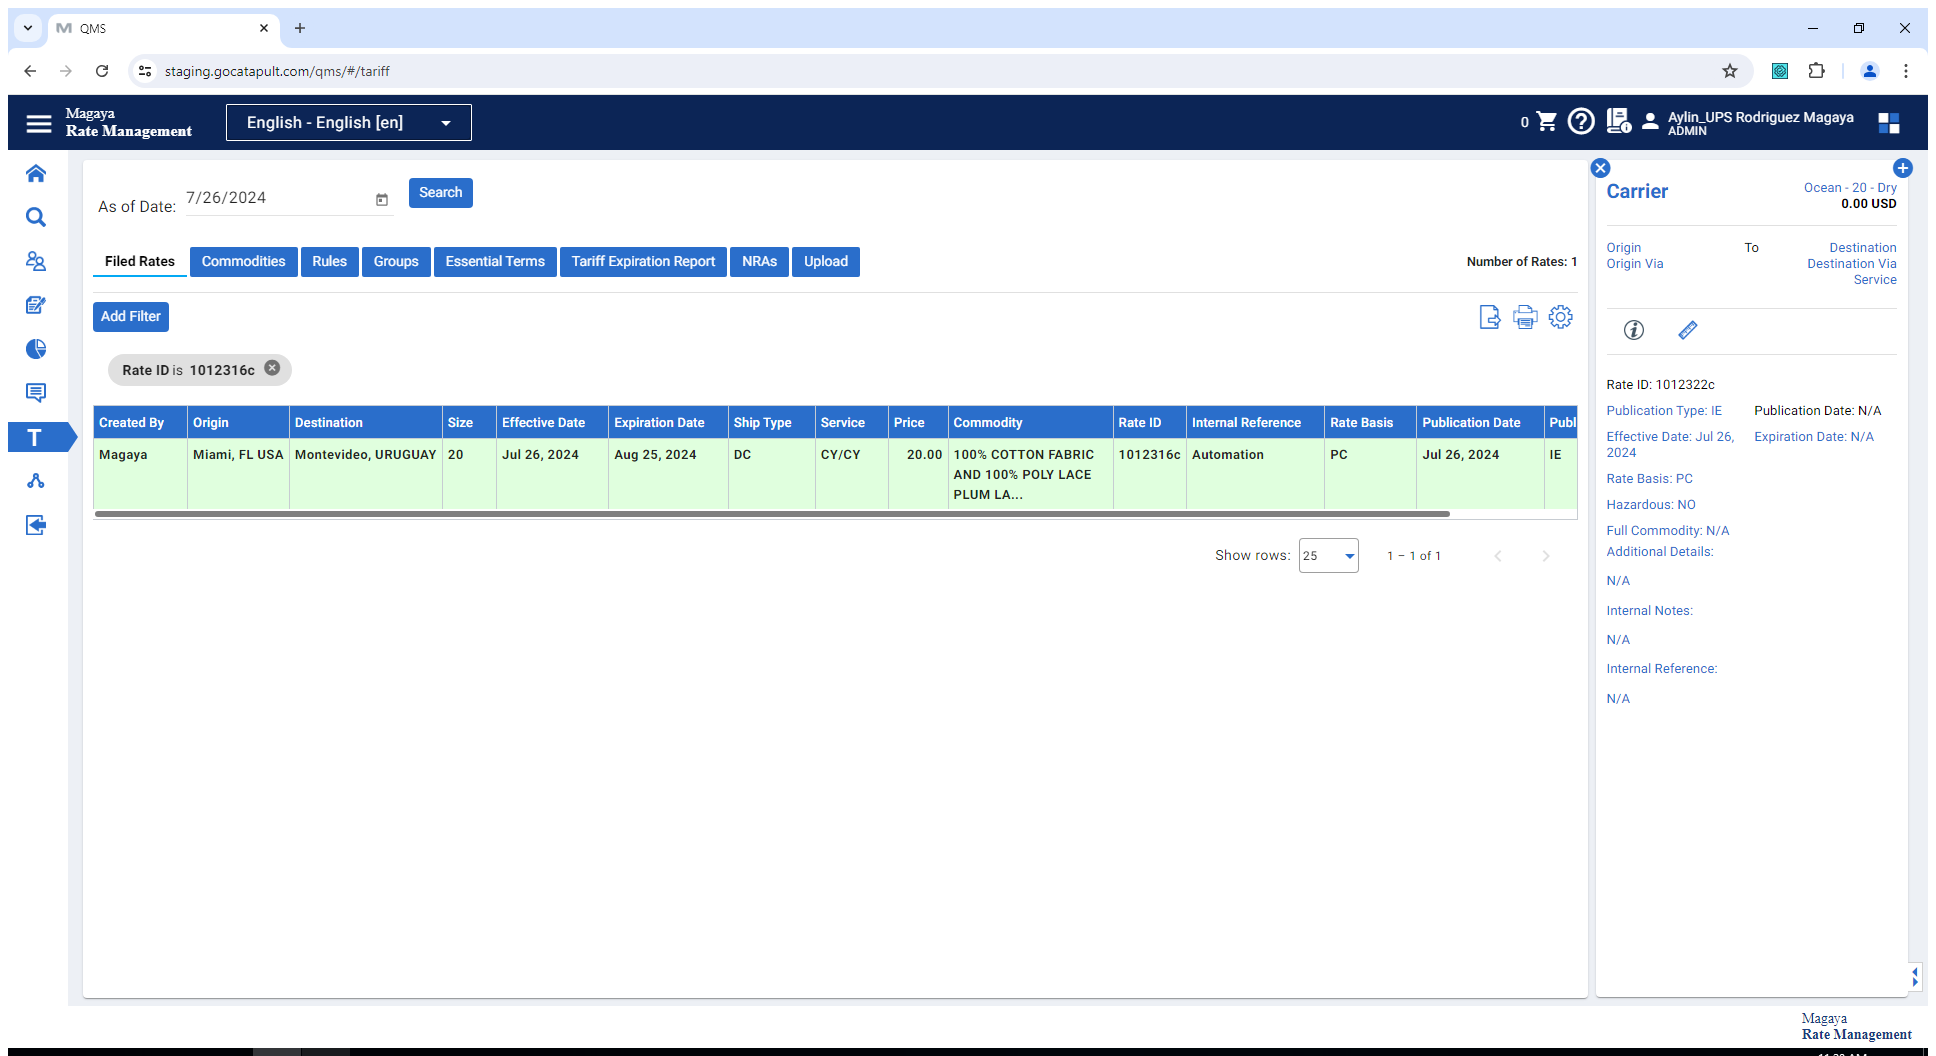 QMS
staging.gocatapult.com/qms/#/tariff
Magaya
Rate Management
English - English [en]
0
Aylin_UPS Rodriguez Magaya
ADMIN
As of Date: 7/26/2024
Search
Filed Rates
Commodities
Rules
Groups
Essential Terms
Tariff Expiration Report
NRAs
Upload
Number of Rates: 1
Add Filter
Rate ID is 1012316c
Created By Origin Destination Size Effective Date Expiration Date Ship Type Service Price Commodity Rate ID Internal Reference Rate Basis Publication Date Publ
Magaya Miami, FL USA Montevideo, URUGUAY 20 Jul 26, 2024 Aug 25, 2024 DC CY/CY 20.00 100% COTTON FABRIC 1012316c Automation PC Jul 26, 2024 IE
AND 100% POLY LACE
PLUM LA...
Show rows: 25 1 – 1 of 1
T
Carrier
Ocean - 20 - Dry
0.00 USD
Origin To Destination
Origin Via Destination Via
Service
Rate ID: 1012322c
Publication Type: IE Publication Date: N/A
Effective Date: Jul 26, Expiration Date: N/A
2024
Rate Basis: PC
Hazardous: NO
Full Commodity: N/A
Additional Details:
N/A
Internal Notes:
N/A
Internal Reference:
N/A
Magaya
Rate Management